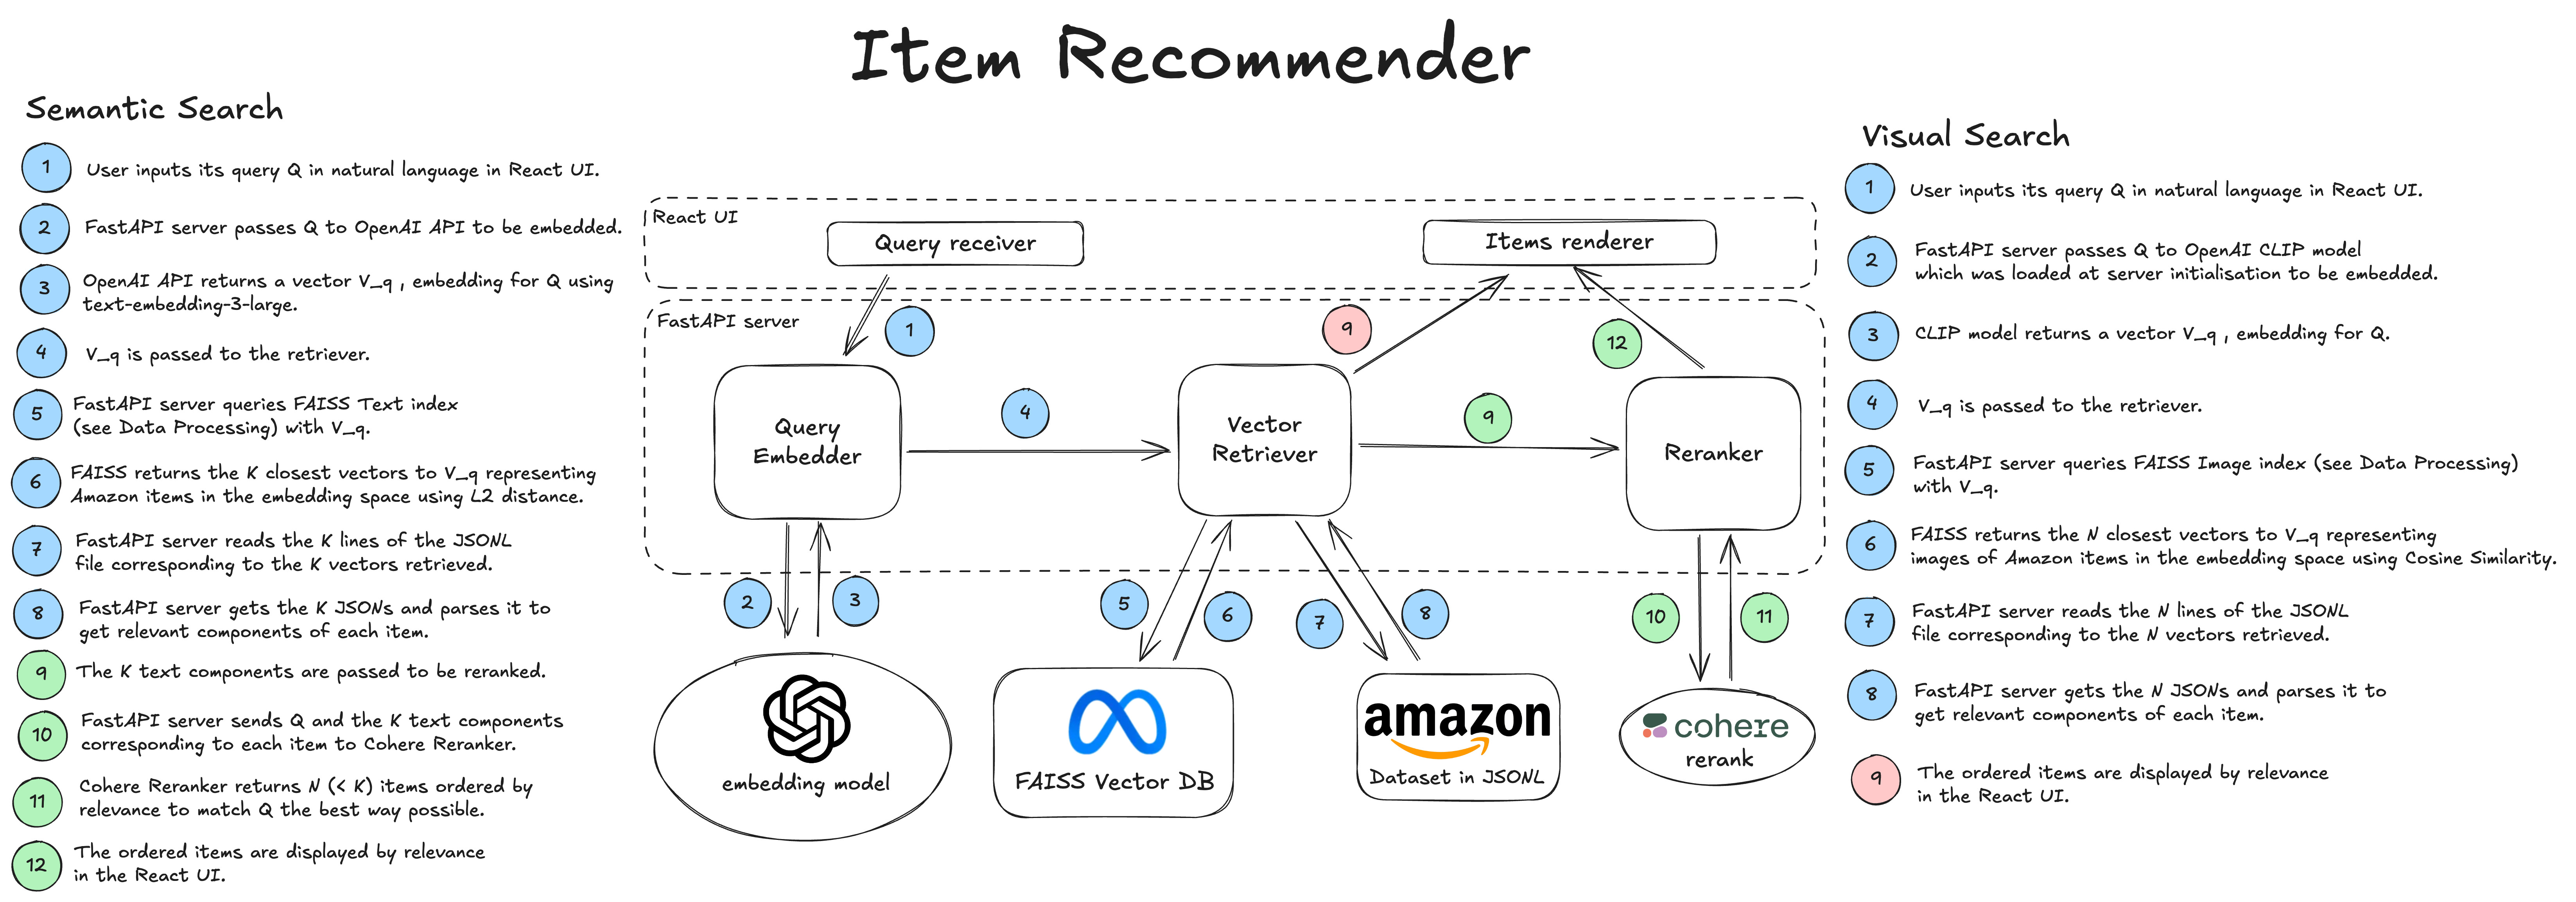 Item Recommender
Semantic Search
1
User inputs its query Q in natural language in React UI.
2
FastAPI server passes Q to OpenAI API to be embedded.
3
OpenAI API returns a vector V_q , embedding for Q using
text-embedding-3-large.
4
V_q is passed to the retriever.
5
FastAPI server queries FAISS Text index
(see Data Processing) with V_q.
6
FAISS returns the K closest vectors to V_q representing
Amazon items in the embedding space using L2 distance.
7
FastAPI server reads the K lines of the JSONL
file corresponding to the K vectors retrieved.
8
FastAPI server gets the K JSONs and parses it to
get relevant components of each item.
9
The K text components are passed to be reranked.
10
FastAPI server sends Q and the K text components
corresponding to each item to Cohere Reranker.
11
Cohere Reranker returns N (< K) items ordered by
relevance to match Q the best way possible.
12
The ordered items are displayed by relevance
in the React UI.
React UI
Query receiver
Items renderer
FastAPI server
1
9
12
Query
Embedder
4
Vector
Retriever
9
Reranker
2
3
5
6
7
8
10
11
embedding model
FAISS Vector DB
amazon
Dataset in JSONL
cohere
rerank
Visual Search
1
User inputs its query Q in natural language in React UI.
2
FastAPI server passes Q to OpenAI CLIP model
which was loaded at server initialisation to be embedded.
3
CLIP model returns a vector V_q , embedding for Q.
4
V_q is passed to the retriever.
5
FastAPI server queries FAISS Image index (see Data Processing)
with V_q.
6
FAISS returns the N closest vectors to V_q representing
images of Amazon items in the embedding space using Cosine Similarity.
7
FastAPI server reads the N lines of the JSONL
file corresponding to the N vectors retrieved.
8
FastAPI server gets the N JSONs and parses it to
get relevant components of each item.
9
The ordered items are displayed by relevance
in the React UI.